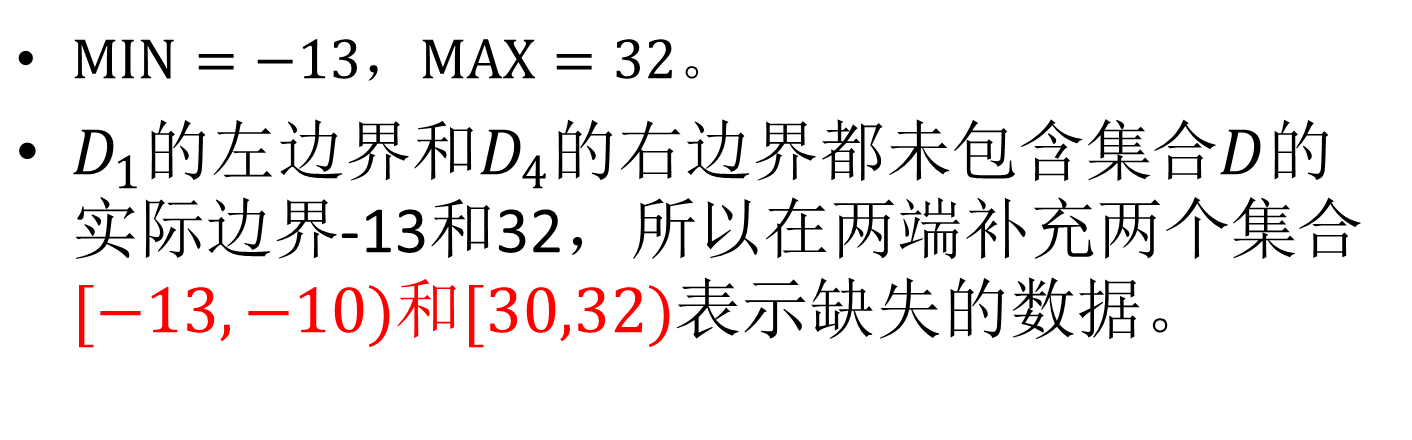 • MIN = −13，MAX = 32。
• D₁的左边界和D₄的右边界都未包含集合D的
实际边界-13和32，所以在两端补充两个集合
[−13, −10)和[30,32)表示缺失的数据。